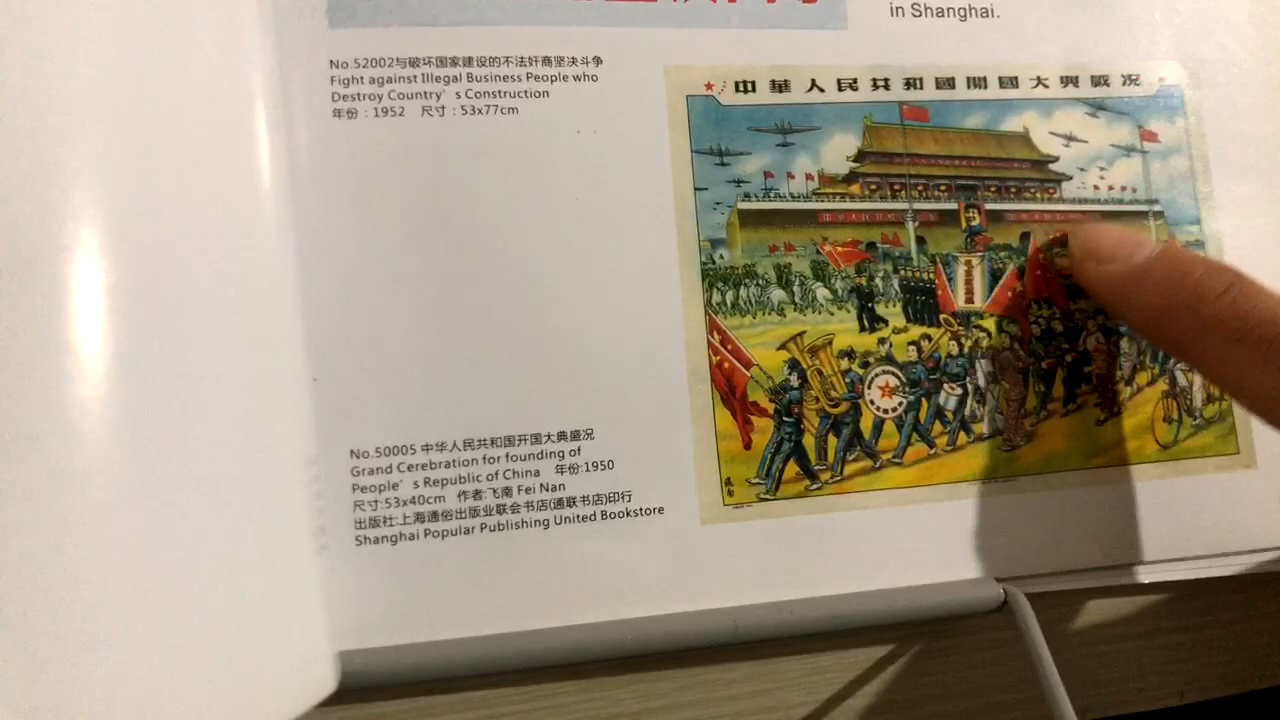 in Shanghai.
No.52002与破坏国家建设的不法奸商坚决斗争
Fight against Illegal Business People who
Destroy Country's Construction
年份：1952 尺寸：53x77cm
中華人民共和國開國大典盛况
No.50005 中华人民共和国开国大典盛况
Grand Cerebration for founding of
People's Republic of China 年份:1950
尺寸:53x40cm 作者:飞南 Fei Nan
出版社:上海通俗出版业联会书店(通联书店)印行
Shanghai Popular Publishing United Bookstore